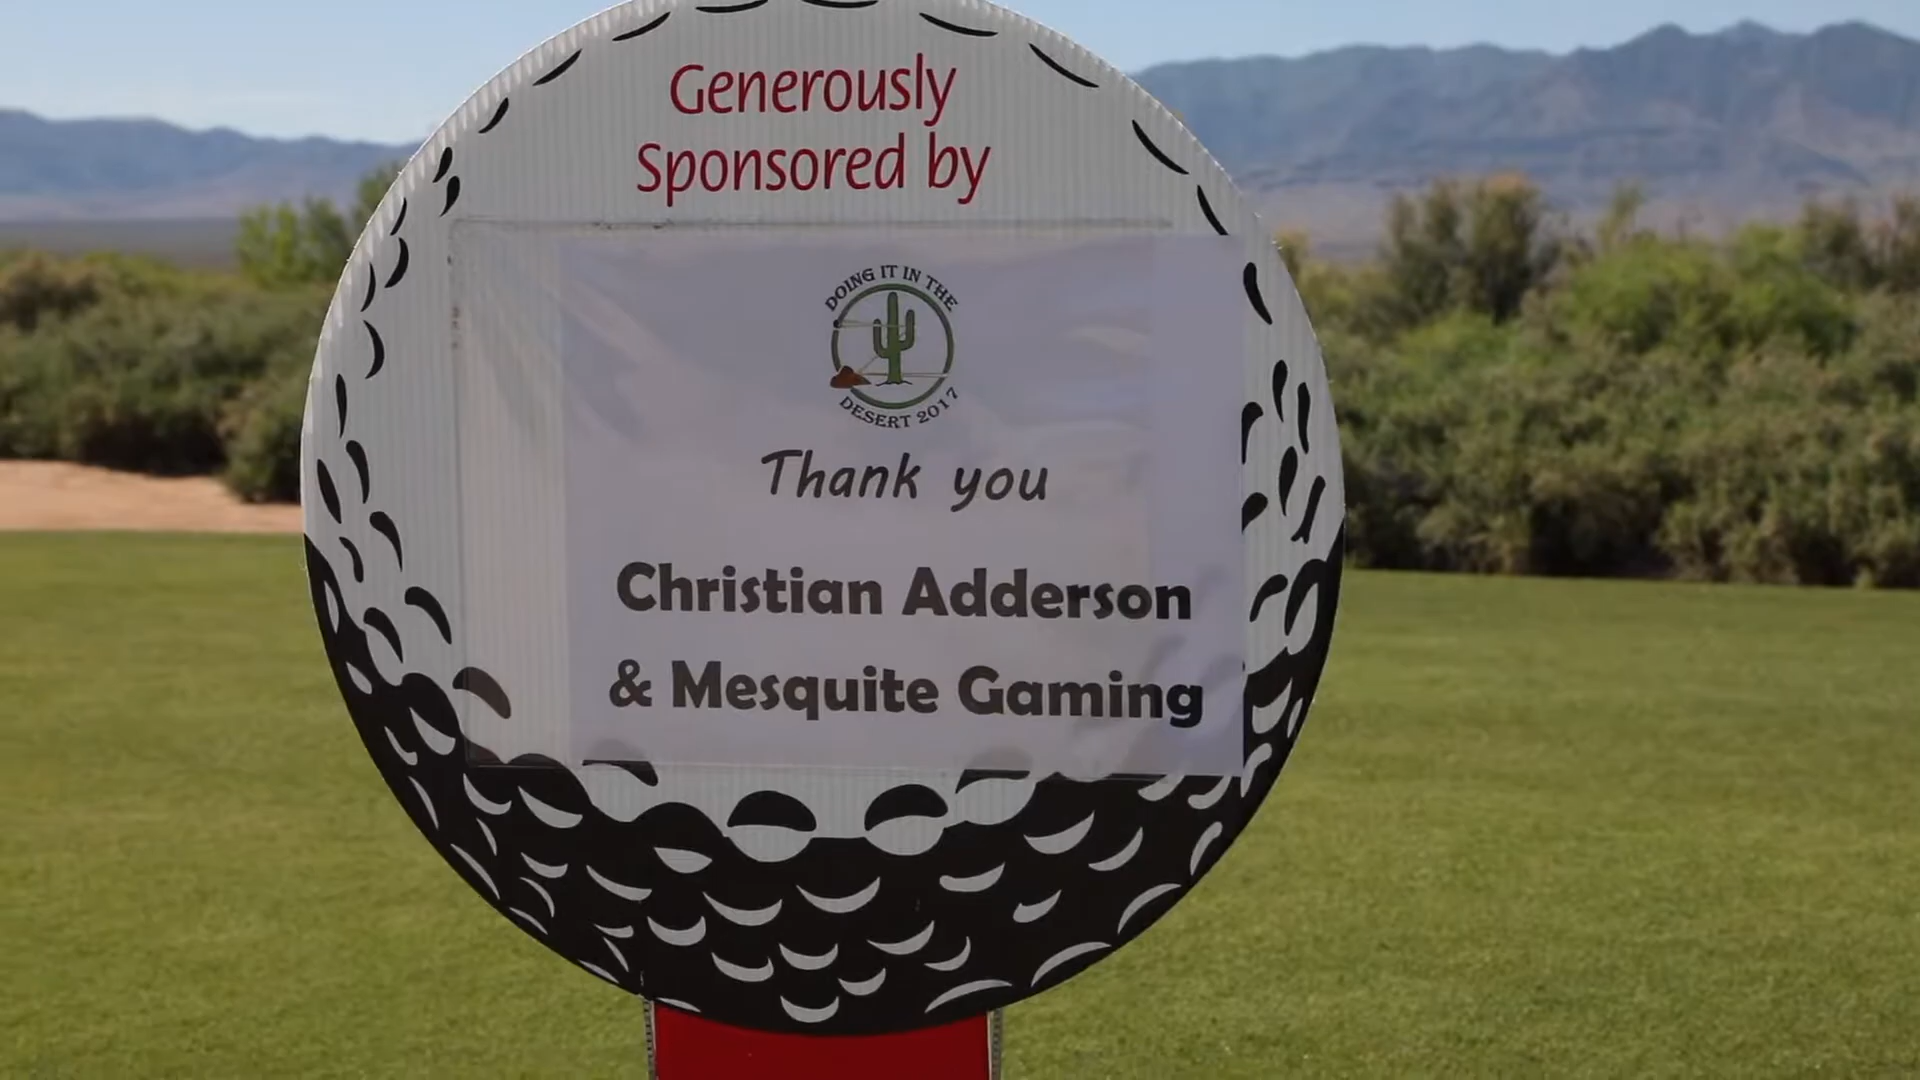 Generously
Sponsored by
DOING IT IN THE
DESERT 2017
Thank you
Christian Adderson
& Mesquite Gaming